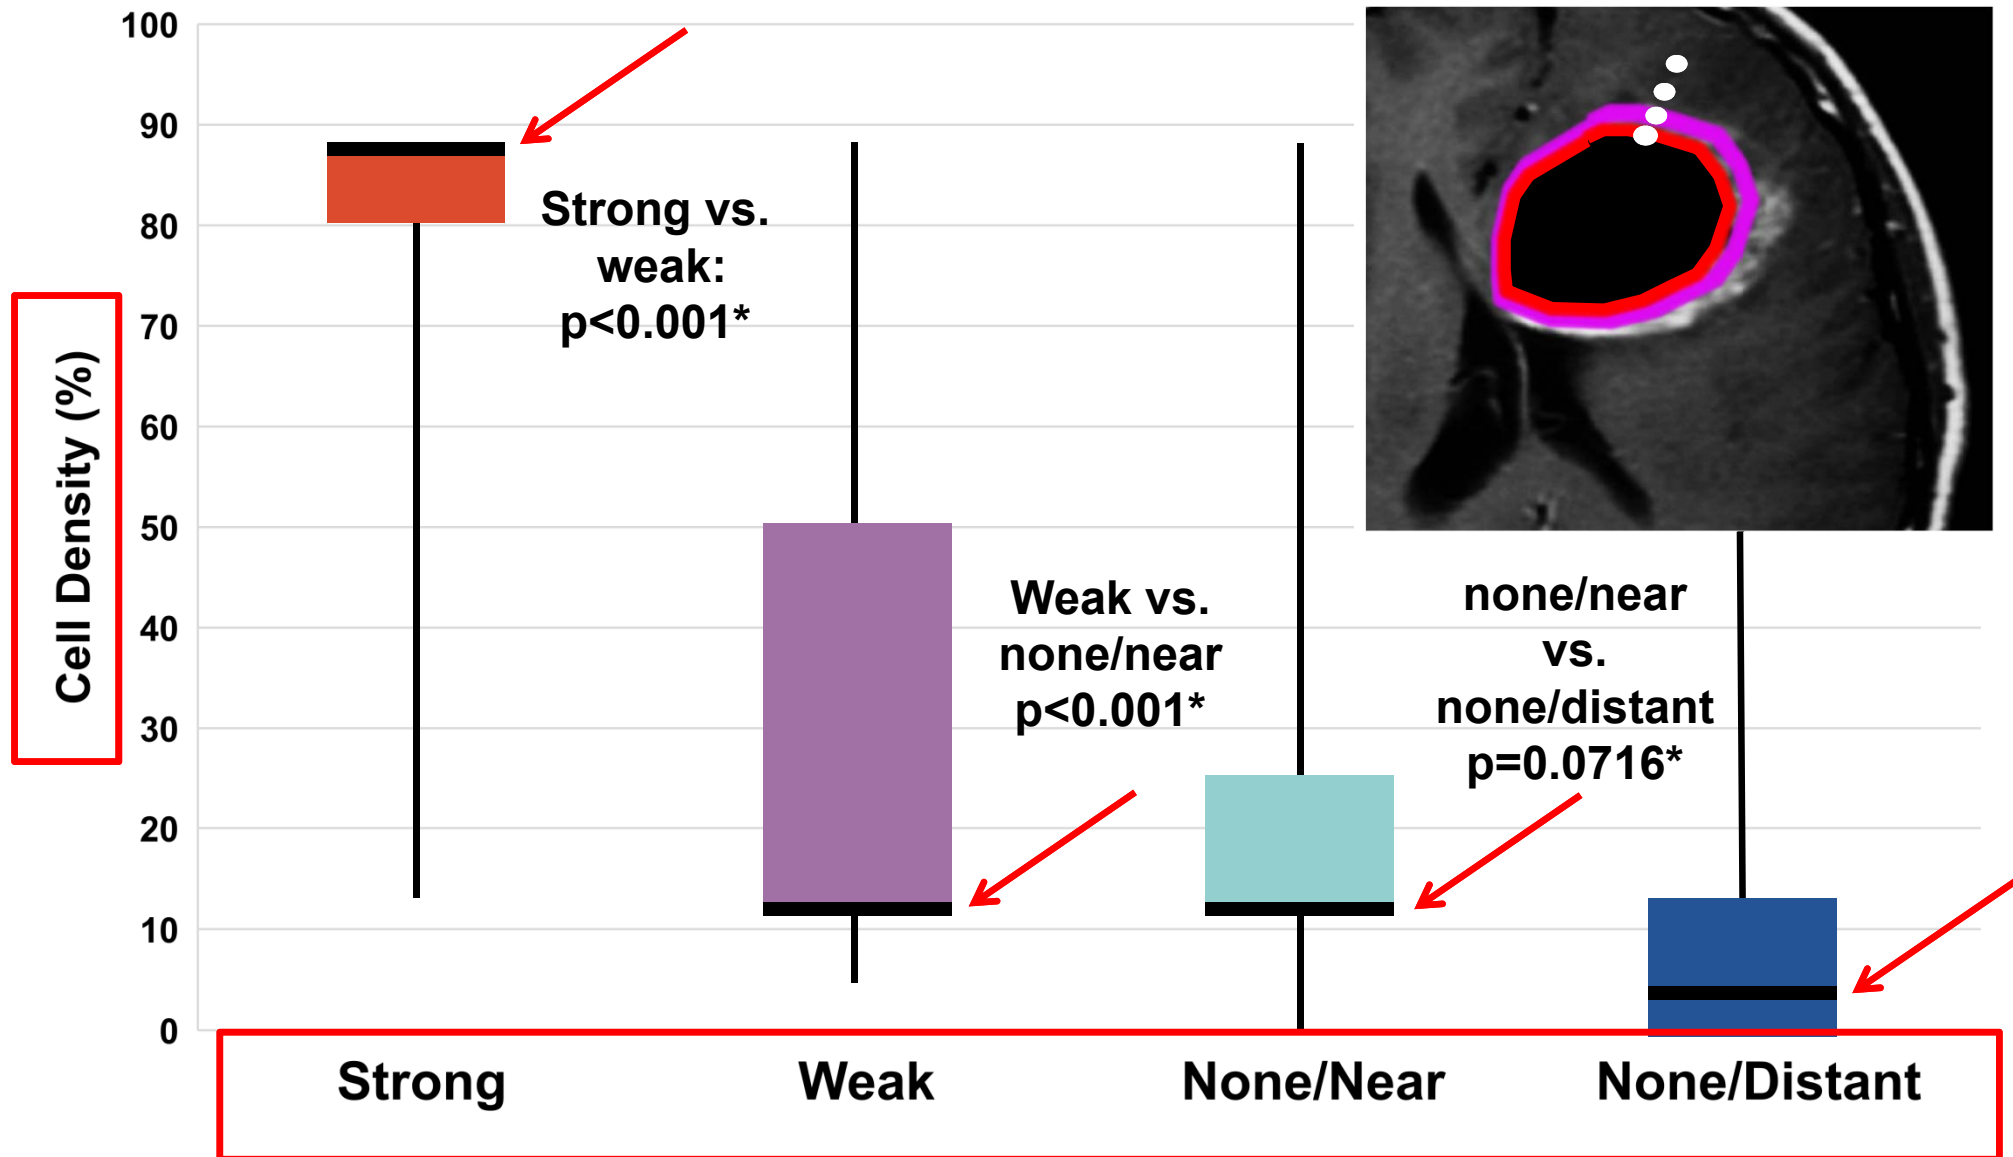 100
90
80
70
60
50
40
30
20
10
0
Cell Density (%)
Strong vs.
weak:
p<0.001*
Weak vs.
none/near
p<0.001*
none/near
vs.
none/distant
p=0.0716*
Strong
Weak
None/Near
None/Distant